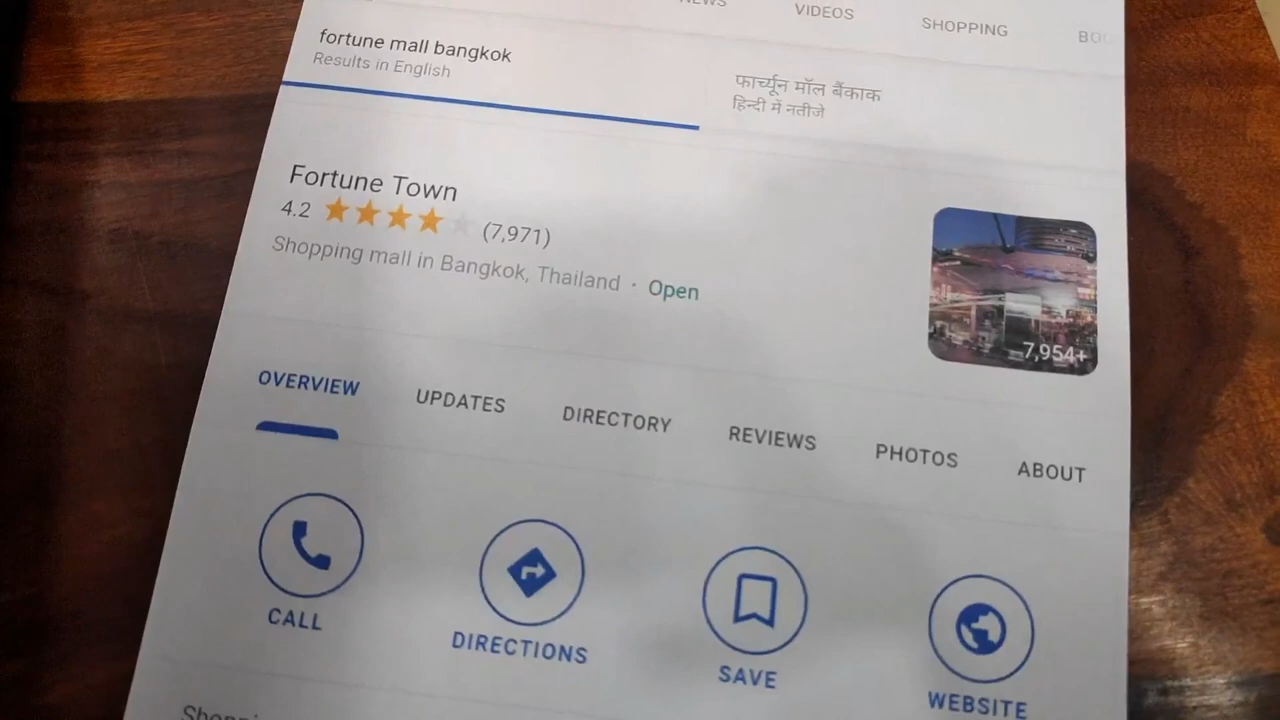 NEWS VIDEOS SHOPPING
fortune mall bangkok
Results in English
फार्च्यून मॉल बैंकाक
हिन्दी में नतीजे
Fortune Town
4.2 (7,971)
Shopping mall in Bangkok, Thailand · Open
7,954+
OVERVIEW UPDATES DIRECTORY REVIEWS PHOTOS ABOUT
CALL DIRECTIONS SAVE WEBSITE